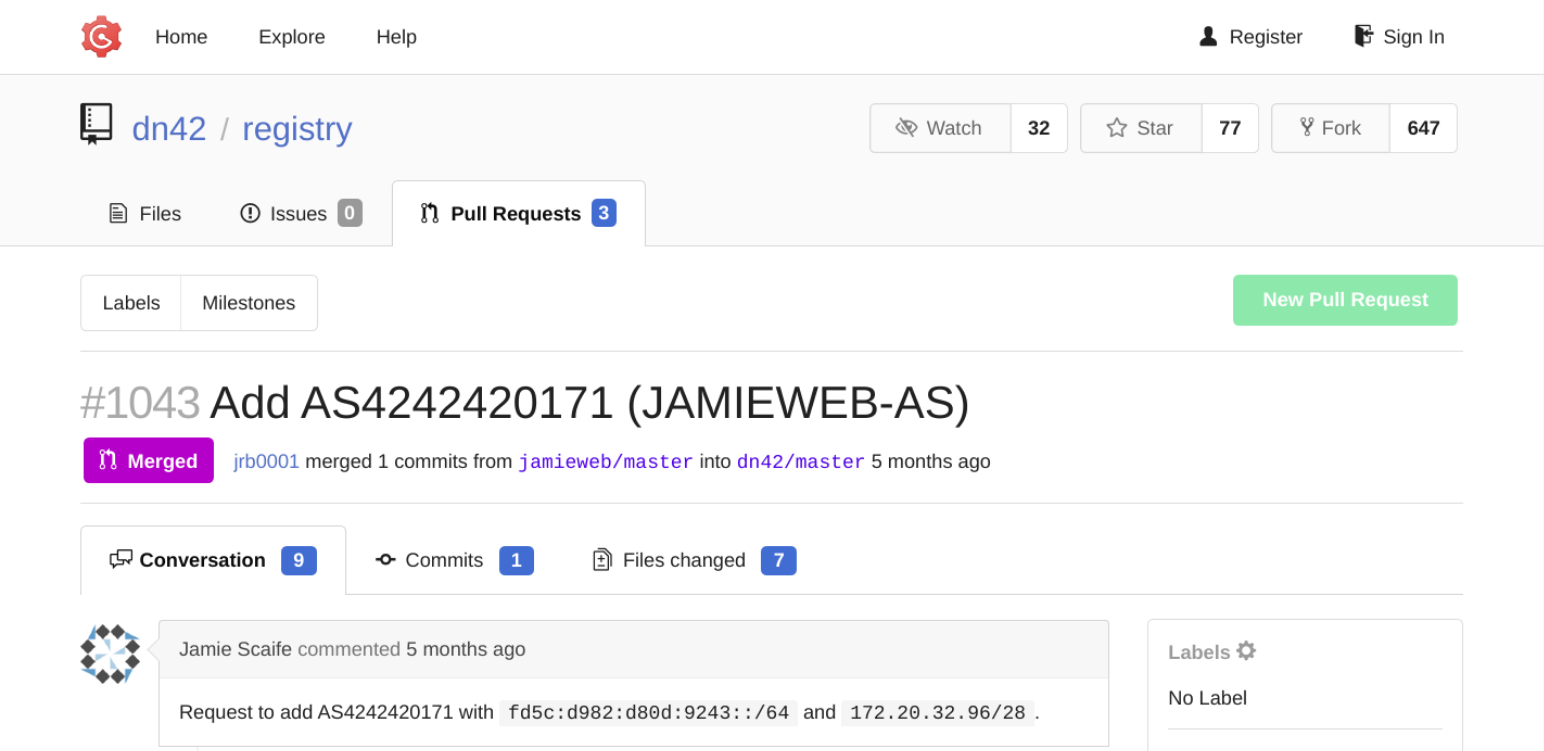 Home Explore Help Register Sign In
dn42 / registry Watch 32 Star 77 Fork 647
Files Issues 0 Pull Requests 3
Labels Milestones New Pull Request
#1043 Add AS4242420171 (JAMIEWEB-AS)
Merged jrb0001 merged 1 commits from jamieweb/master into dn42/master 5 months ago
Conversation 9 Commits 1 Files changed 7
Jamie Scaife commented 5 months ago
Labels
Request to add AS4242420171 with fd5c:d982:d80d:9243::/64 and 172.20.32.96/28.
No Label